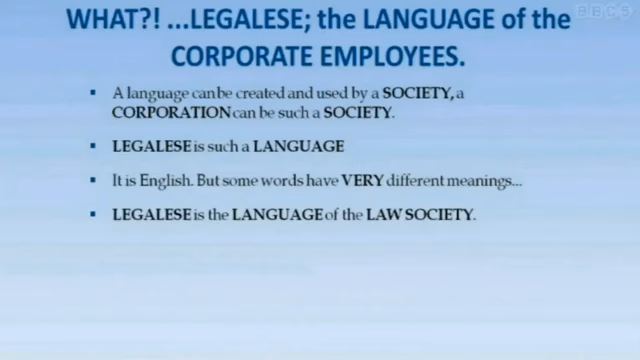 BBC5
WHAT?! ...LEGALESE; the LANGUAGE of the
CORPORATE EMPLOYEES.
▪ A language can be created and used by a SOCIETY, a
CORPORATION can be such a SOCIETY.
▪ LEGALESE is such a LANGUAGE
▪ It is English. But some words have VERY different meanings...
▪ LEGALESE is the LANGUAGE of the LAW SOCIETY.